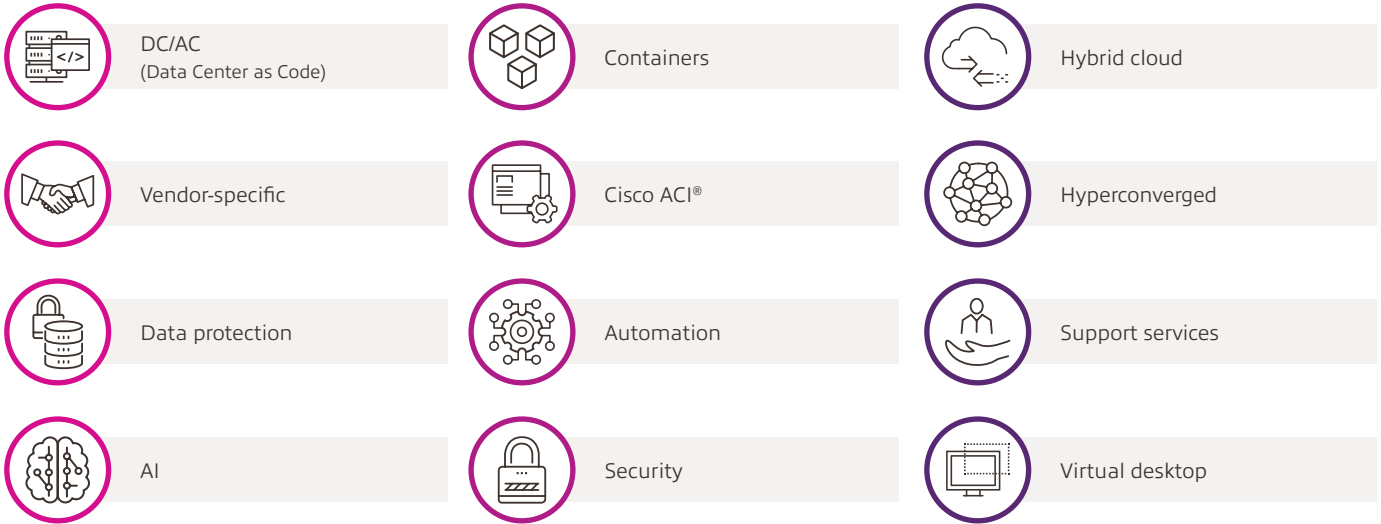 DC/AC
(Data Center as Code)
Containers
Hybrid cloud
Vendor-specific
Cisco ACI®
Hyperconverged
Data protection
Automation
Support services
AI
Security
Virtual desktop